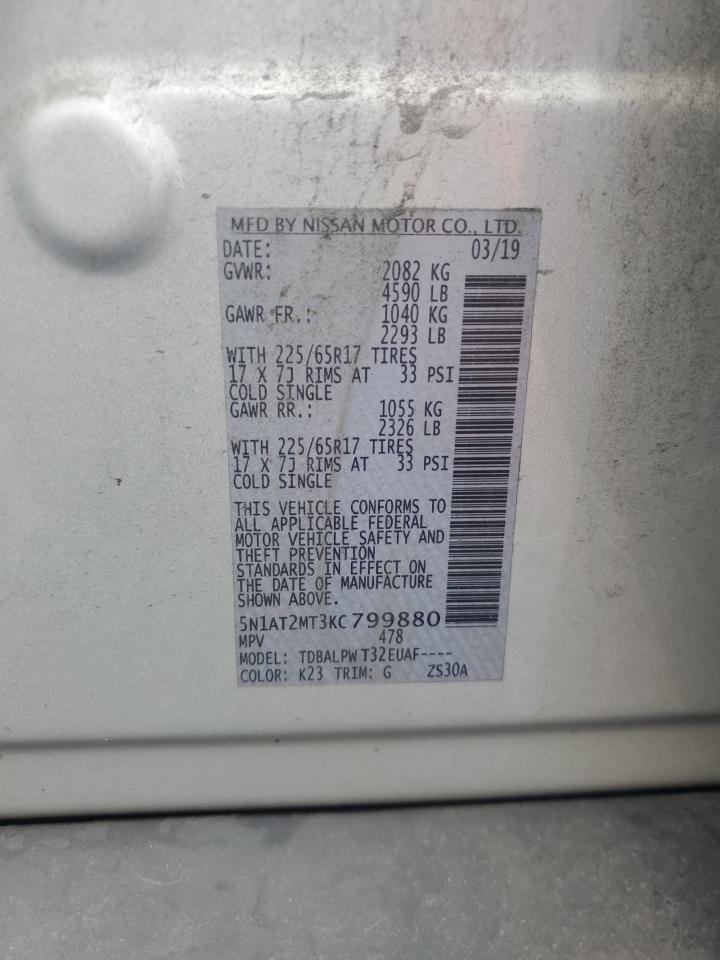 MFD BY NISSAN MOTOR CO., LTD.
DATE: 03/19
GVWR: 2082 KG
4590 LB
GAWR FR.: 1040 KG
2293 LB
WITH 225/65R17 TIRES
17 X 7J RIMS AT 33 PSI
COLD SINGLE
GAWR RR.: 1055 KG
2326 LB
WITH 225/65R17 TIRES
17 X 7J RIMS AT 33 PSI
COLD SINGLE
THIS VEHICLE CONFORMS TO
ALL APPLICABLE FEDERAL
MOTOR VEHICLE SAFETY AND
THEFT PREVENTION
STANDARDS IN EFFECT ON
THE DATE OF MANUFACTURE
SHOWN ABOVE.
5N1AT2MT3KC799880
MPV 478
MODEL: TDBALPW T32EUAF----
COLOR: K23 TRIM: G ZS30A